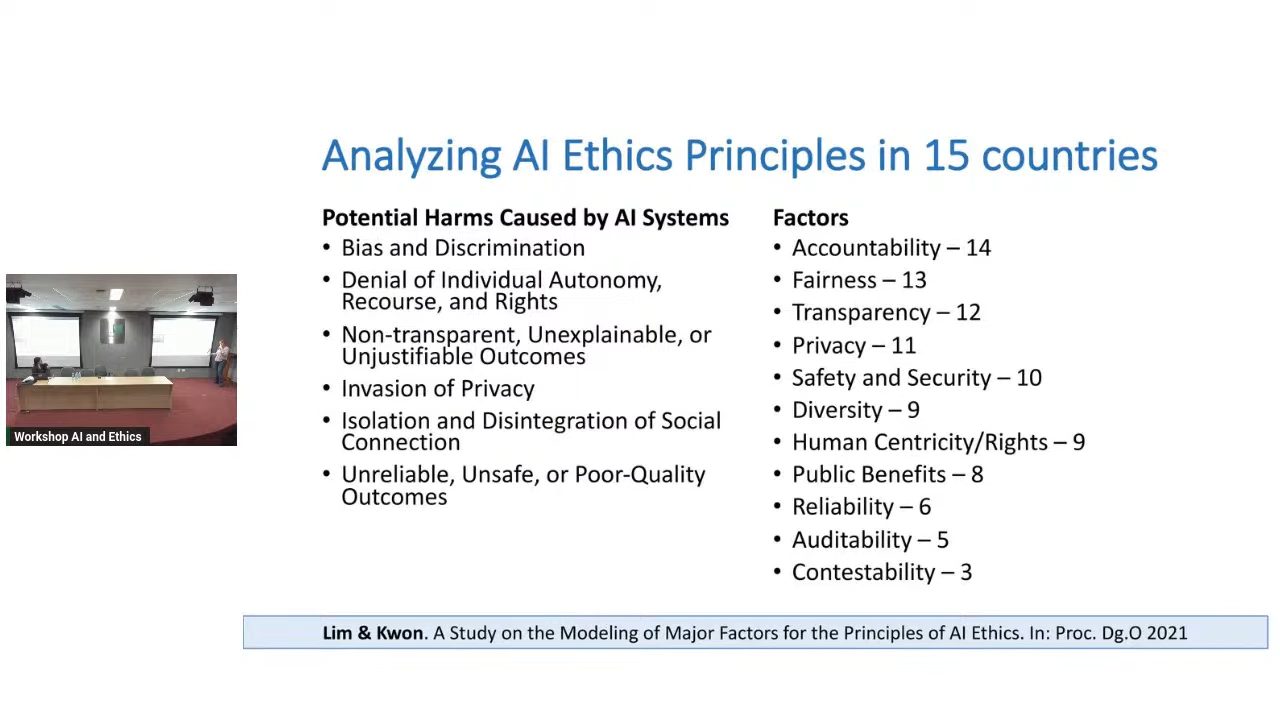 Analyzing AI Ethics Principles in 15 countries
Potential Harms Caused by AI Systems
• Bias and Discrimination
• Denial of Individual Autonomy,
Recourse, and Rights
• Non-transparent, Unexplainable, or
Unjustifiable Outcomes
• Invasion of Privacy
• Isolation and Disintegration of Social
Connection
• Unreliable, Unsafe, or Poor-Quality
Outcomes
Factors
• Accountability – 14
• Fairness – 13
• Transparency – 12
• Privacy – 11
• Safety and Security – 10
• Diversity – 9
• Human Centricity/Rights – 9
• Public Benefits – 8
• Reliability – 6
• Auditability – 5
• Contestability – 3
Workshop AI and Ethics
Lim & Kwon. A Study on the Modeling of Major Factors for the Principles of AI Ethics. In: Proc. Dg.O 2021